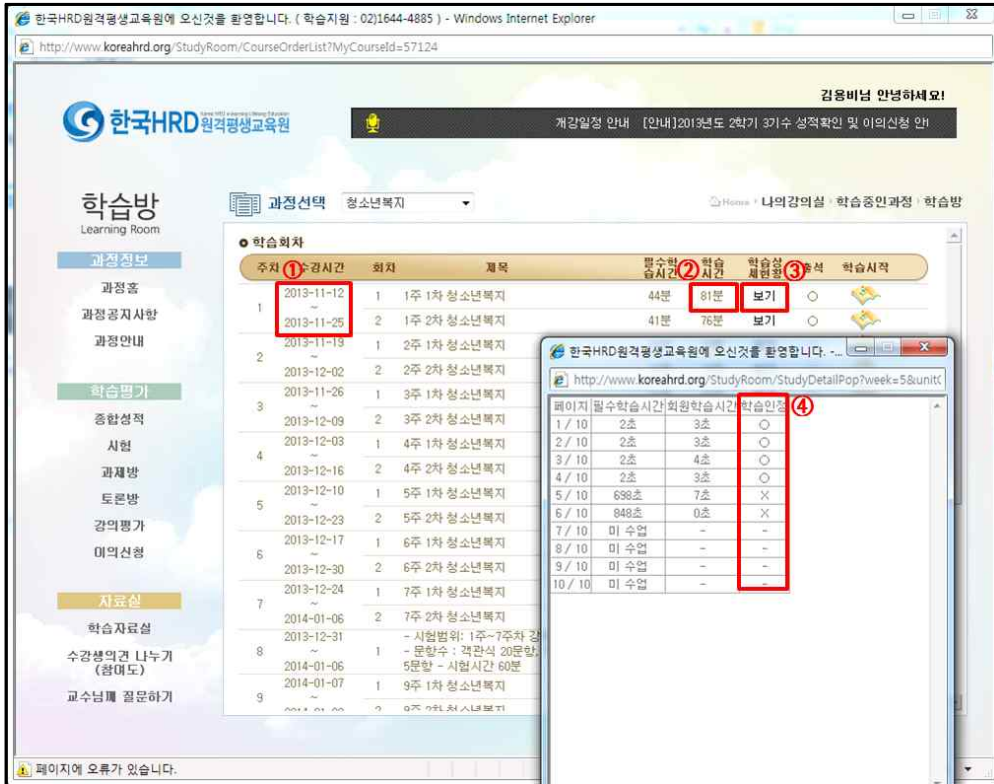 한국HRD원격평생교육원에 오신것을 환영합니다. ( 학습지원 : 02)1644-4885 ) - Windows Internet Explorer
http://www.koreahrd.org/StudyRoom/CourseOrderList?MyCourseId=57124
김용비님 안녕하세요!
한국HRD원격평생교육원
개강일정 안내 [안내]2013년도 2학기 3기수 성적확인 및 이의신청 안
학습방
Learning Room
과정선택 청소년복지
Home 나의강의실 학습중인과정 학습방
과정정보
과정홈
과정공지사항
과정안내
학습평가
종합성적
시험
과제방
토론방
강의평가
이의신청
자료실
학습자료실
수강생의견 나누기
(참여도)
교수님께 질문하기
학습회차
주차 ① 수강시간 회차 제목 필수학습시간 ② 학습시간 학습상세현황 ③ 출석 학습시작
1 2013-11-12 ~ 2013-11-25
1 1주 1차 청소년복지 44분 81분 보기 ○
2 1주 2차 청소년복지 41분 76분 보기 ○
2 2013-11-19 ~ 2013-12-02
1 2주 1차 청소년복지
2 2주 2차 청소년복지
3 2013-11-26 ~ 2013-12-09
1 3주 1차 청소년복지
2 3주 2차 청소년복지
4 2013-12-03 ~ 2013-12-16
1 4주 1차 청소년복지
2 4주 2차 청소년복지
5 2013-12-10 ~ 2013-12-23
1 5주 1차 청소년복지
2 5주 2차 청소년복지
6 2013-12-17 ~ 2013-12-30
1 6주 1차 청소년복지
2 6주 2차 청소년복지
7 2013-12-24 ~ 2014-01-06
1 7주 1차 청소년복지
2 7주 2차 청소년복지
8 2013-12-31 ~ 2014-01-06
1 - 시험범위: 1주~7주차 강
- 문항수 : 객관식 20문항,
5문항 - 시험시간 60분
9 2014-01-07 ~
1 9주 1차 청소년복지
2 9주 2차 청소년복지
한국HRD원격평생교육원에 오신것을 환영합니다. -...
http://www.koreahrd.org/StudyRoom/StudyDetailPop?week=5&unit
페이지 필수학습시간 회원학습시간 학습인정 ④
1 / 10 2초 3초 ○
2 / 10 2초 3초 ○
3 / 10 2초 4초 ○
4 / 10 2초 3초 ○
5 / 10 698초 7초 X
6 / 10 848초 0초 X
7 / 10 미 수업 - -
8 / 10 미 수업 - -
9 / 10 미 수업 - -
10 / 10 미 수업 - -
페이지에 오류가 있습니다.